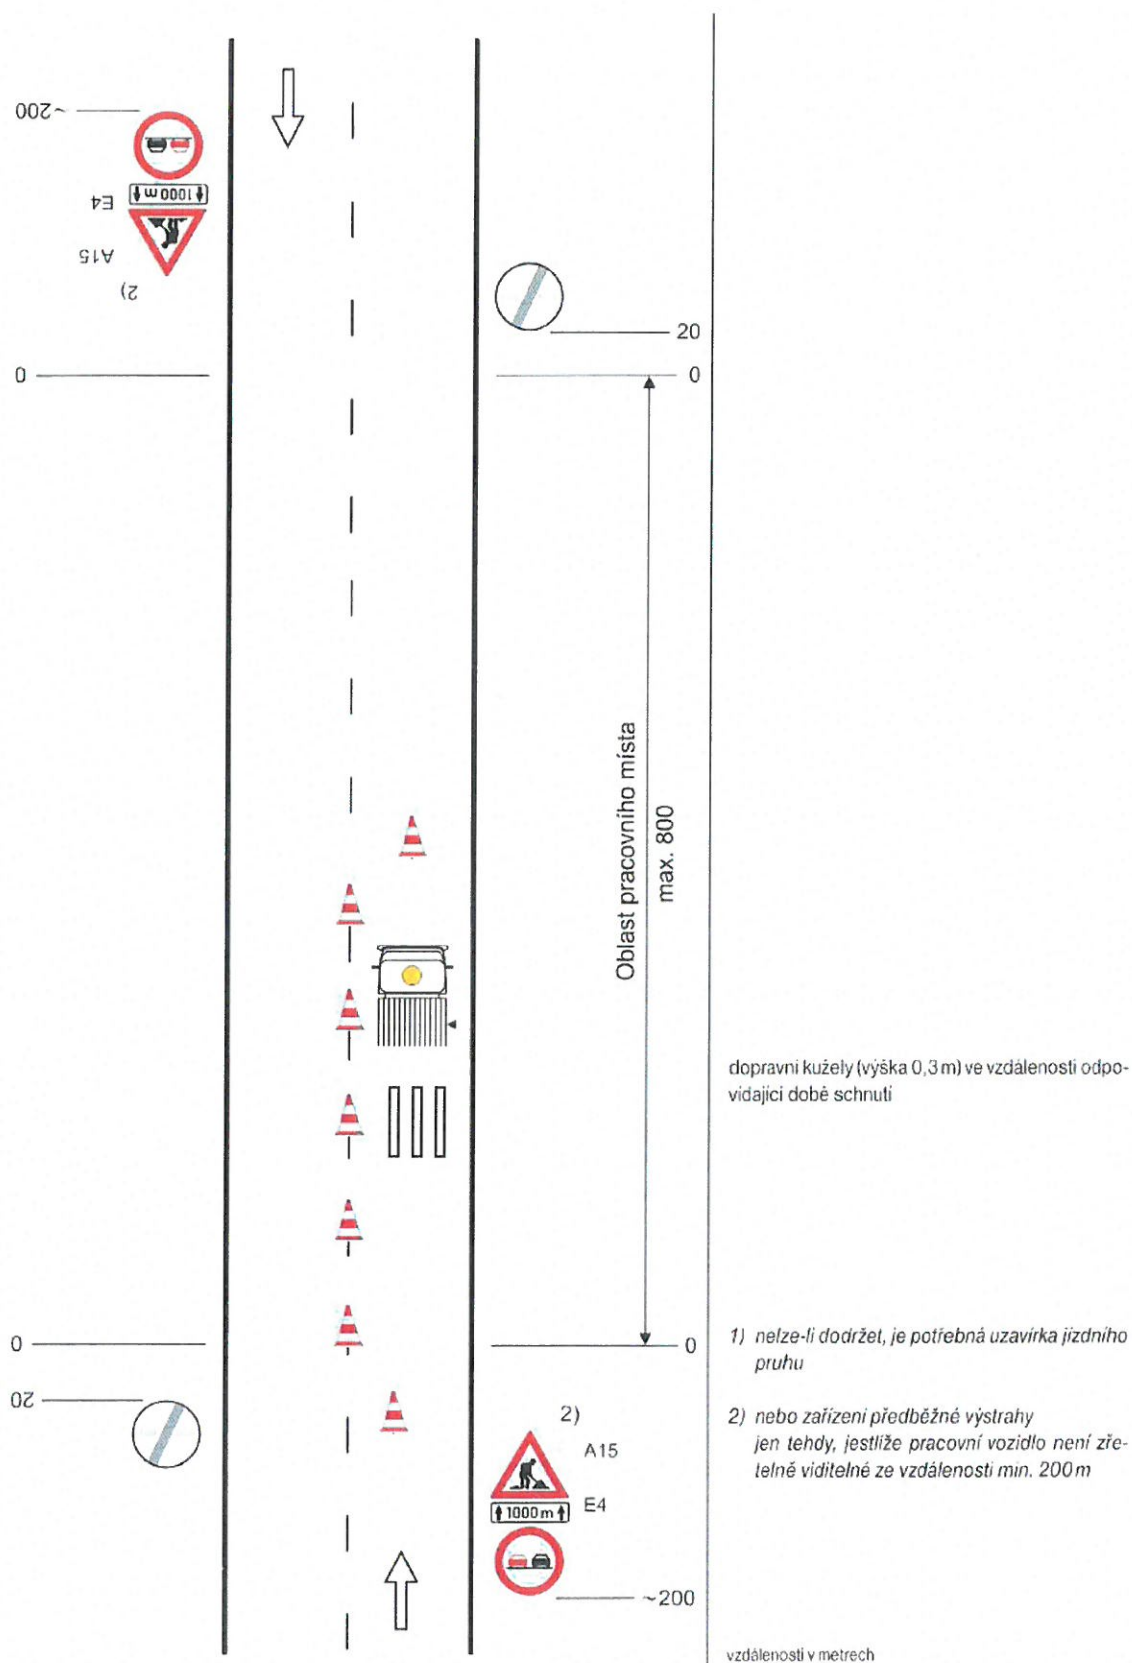 ~200
1000 m
E4
A15
2)
20
0
0
Oblast pracovního místa
max. 800
dopravní kužely (výška 0,3 m) ve vzdálenosti odpo-
vídající době schnutí
0
0
20
1) nelze-li dodržet, je potřebná uzavírka jízdního
pruhu
2) nebo zařízení předběžné výstrahy
jen tehdy, jestliže pracovní vozidlo není zře-
telně viditelné ze vzdálenosti min. 200 m
2)
A15
E4
1000 m
~200
vzdálenosti v metrech